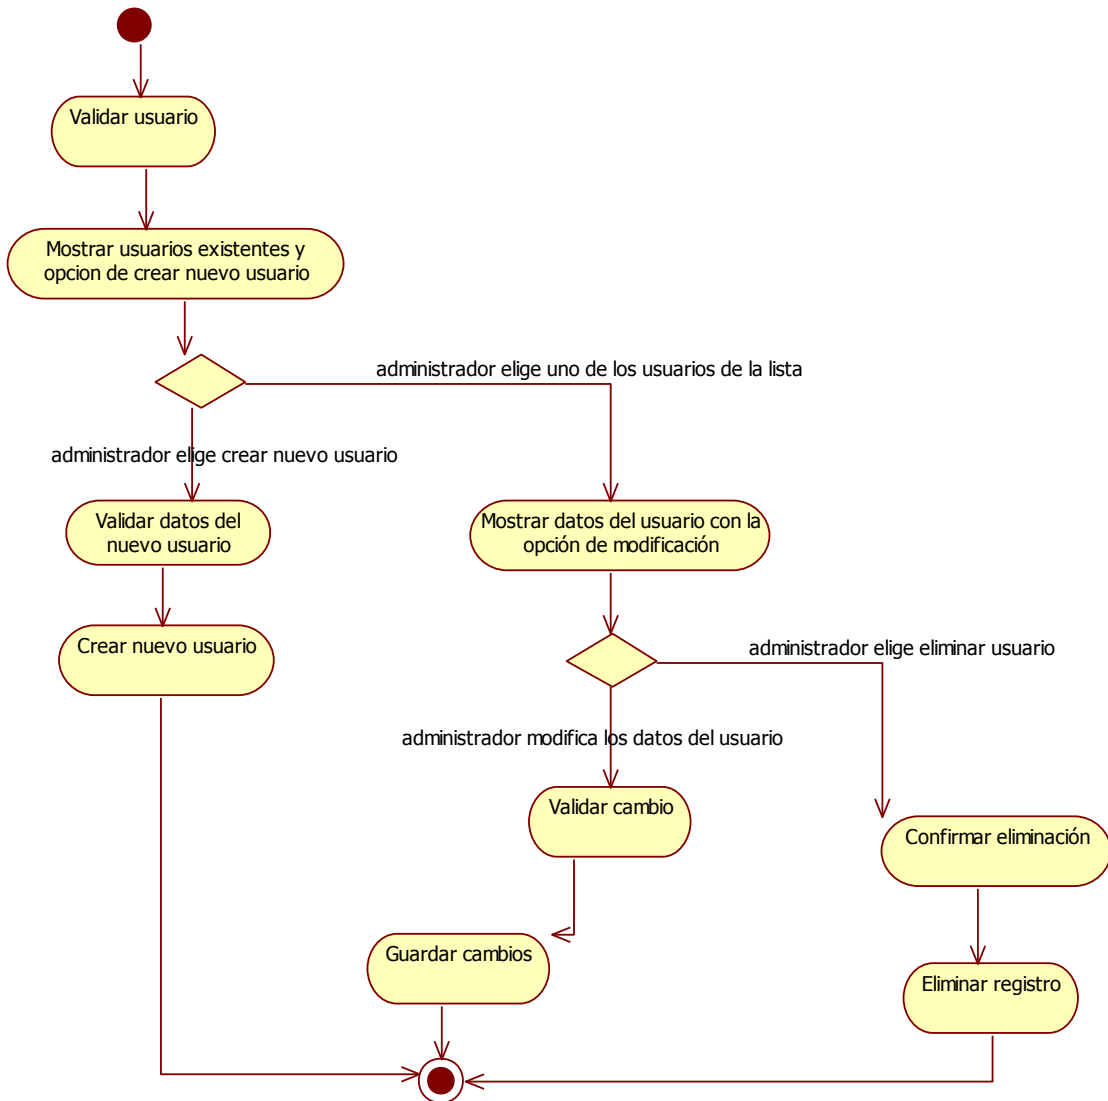 Validar usuario
Mostrar usuarios existentes y
opcion de crear nuevo usuario
administrador elige uno de los usuarios de la lista
administrador elige crear nuevo usuario
Validar datos del
nuevo usuario
Mostrar datos del usuario con la
opción de modificación
Crear nuevo usuario
administrador elige eliminar usuario
administrador modifica los datos del usuario
Validar cambio
Confirmar eliminación
Guardar cambios
Eliminar registro